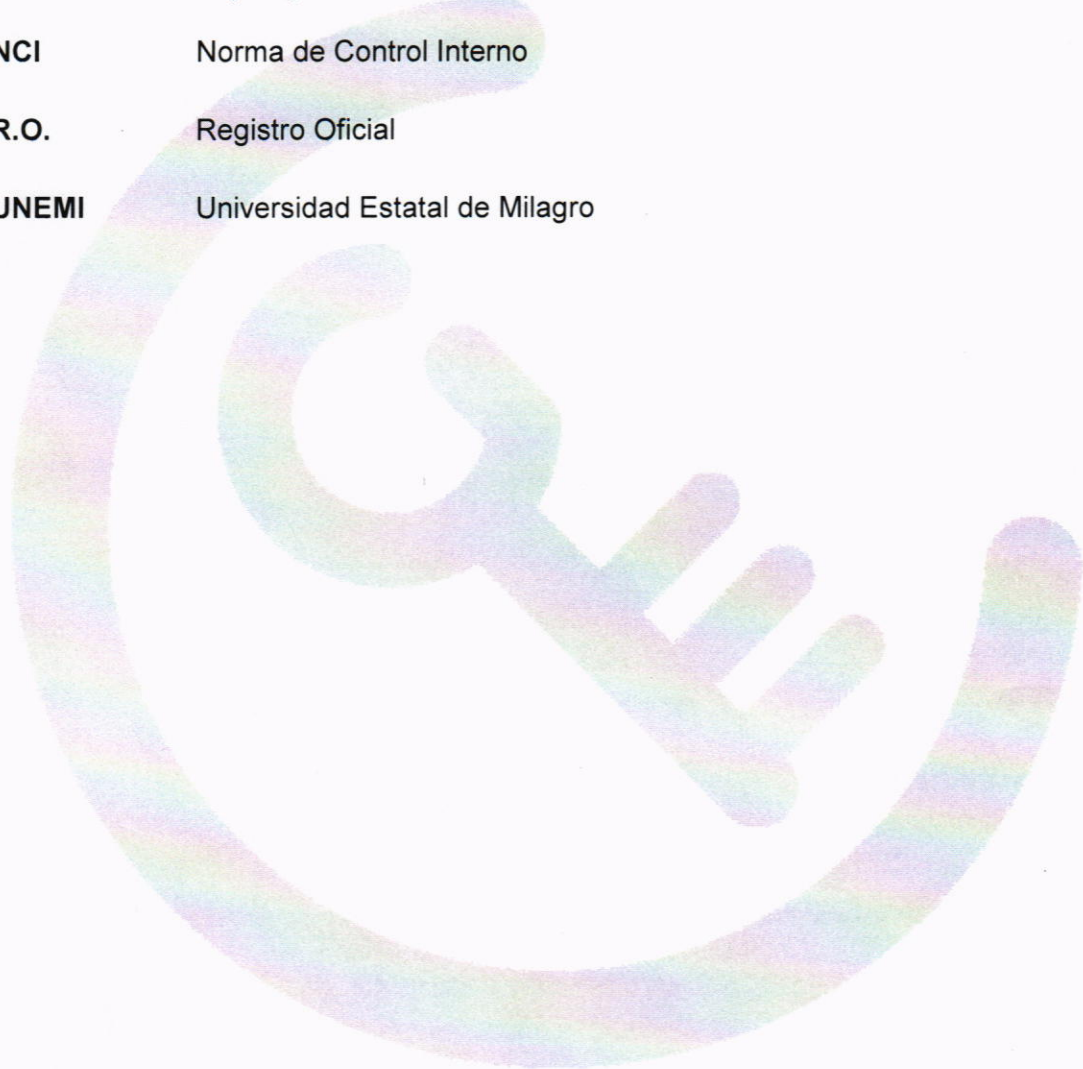 NCI Norma de Control Interno
R.O. Registro Oficial
UNEMI Universidad Estatal de Milagro